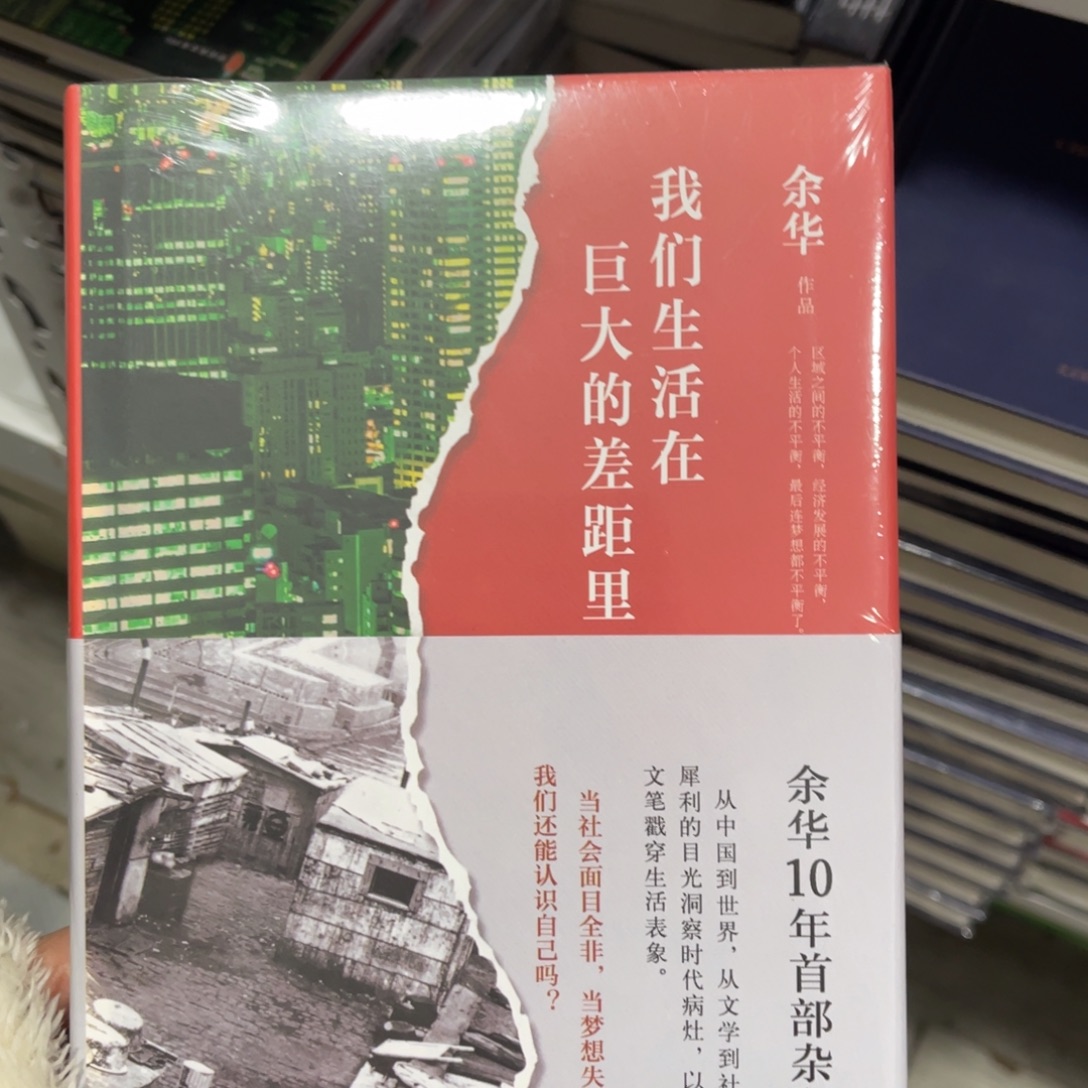 余华
作品
区域之间的不平衡，经济发展的不平衡，
个人生活的不平衡，最后连梦想都不平衡了。
我们生活在
巨大的差距里
余华10年首部杂
从中国到世界，从文学到社
犀利的目光洞察时代病灶，以
文笔戳穿生活表象。
当社会面目全非，当梦想失
我们还能认识自己吗？